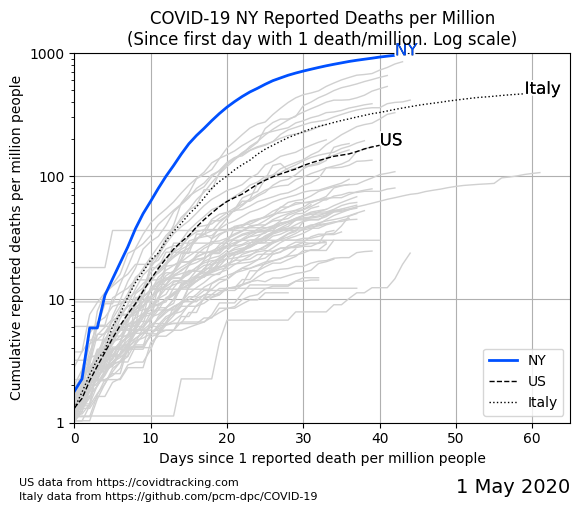 COVID-19 NY Reported Deaths per Million
(Since first day with 1 death/million. Log scale)
Cumulative reported deaths per million people
1000
100
10
1
NY
Italy
US
NY
US
Italy
0 10 20 30 40 50 60
Days since 1 reported death per million people
US data from https://covidtracking.com
Italy data from https://github.com/pcm-dpc/COVID-19
1 May 2020